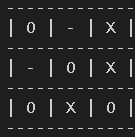 -------------
| 0 | - | X |
-------------
| - | 0 | X |
-------------
| 0 | X | 0 |
-------------